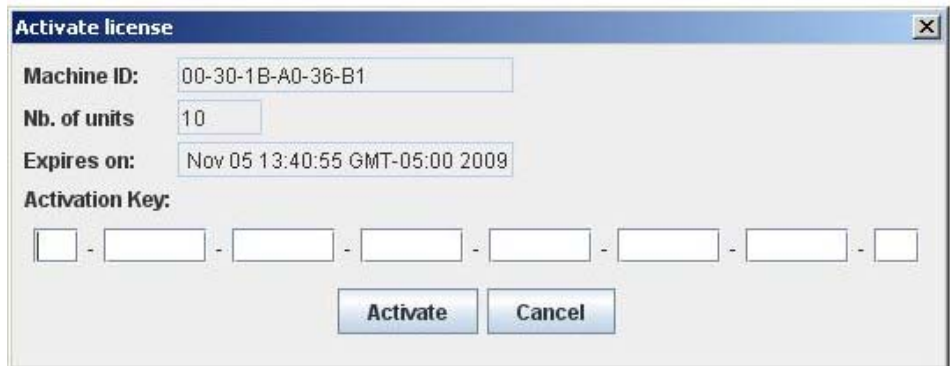 Activate license
Machine ID: 00-30-1B-A0-36-B1
Nb. of units 10
Expires on: Nov 05 13:40:55 GMT-05:00 2009
Activation Key:
- - - - - - -
Activate Cancel